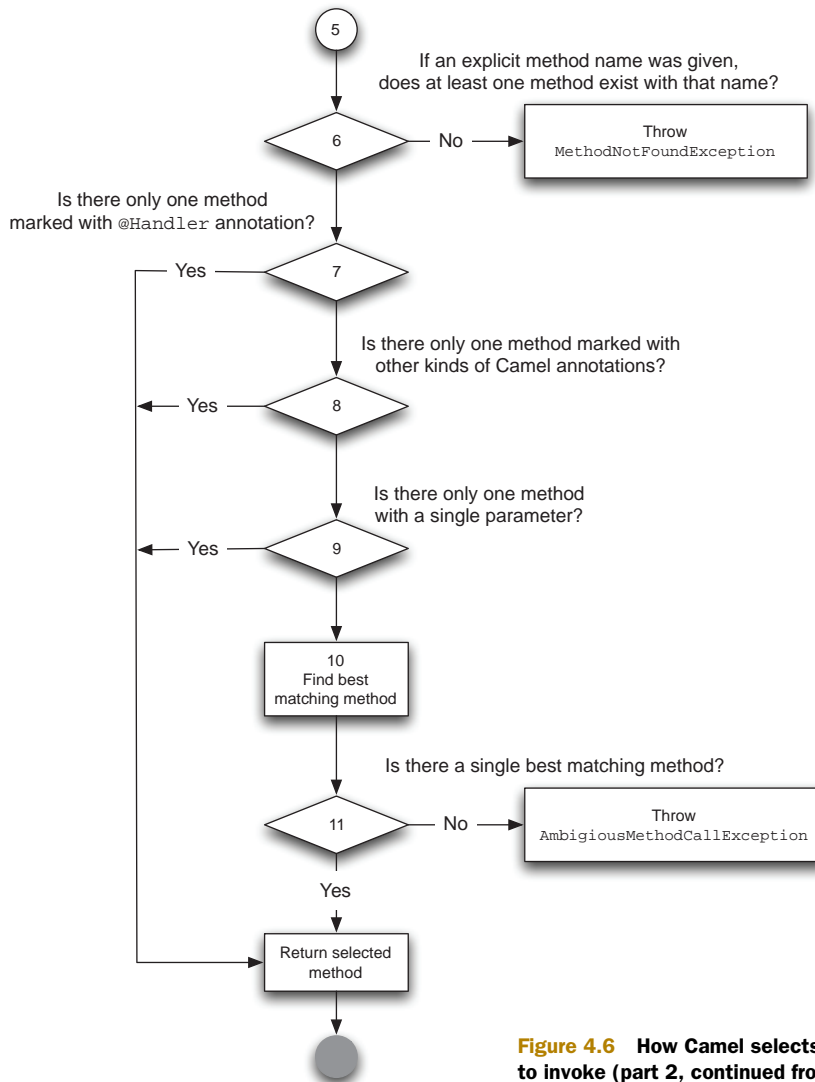 5
If an explicit method name was given,
does at least one method exist with that name?
6
No
Throw
MethodNotFoundException
Is there only one method
marked with @Handler annotation?
Yes
7
Is there only one method marked with
other kinds of Camel annotations?
Yes
8
Is there only one method
with a single parameter?
Yes
9
10
Find best
matching method
Is there a single best matching method?
11
No
Throw
AmbigiousMethodCallException
Yes
Return selected
method
Figure 4.6 How Camel selects
to invoke (part 2, continued fro